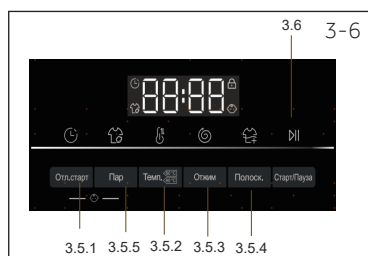 3.6
3-6
88:88
Отл.старт
Пар
Темп.
Отжим
Полоск.
Старт/Пауза
3.5.1
3.5.5
3.5.2
3.5.3
3.5.4